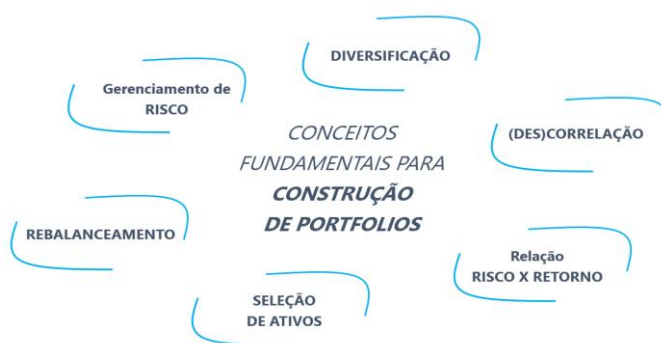 CONCEITOS
FUNDAMENTAIS PARA
CONSTRUÇÃO
DE PORTFOLIOS
DIVERSIFICAÇÃO
(DES)CORRELAÇÃO
Relação
RISCO X RETORNO
SELEÇÃO
DE ATIVOS
REBALANCEAMENTO
Gerenciamento de
RISCO